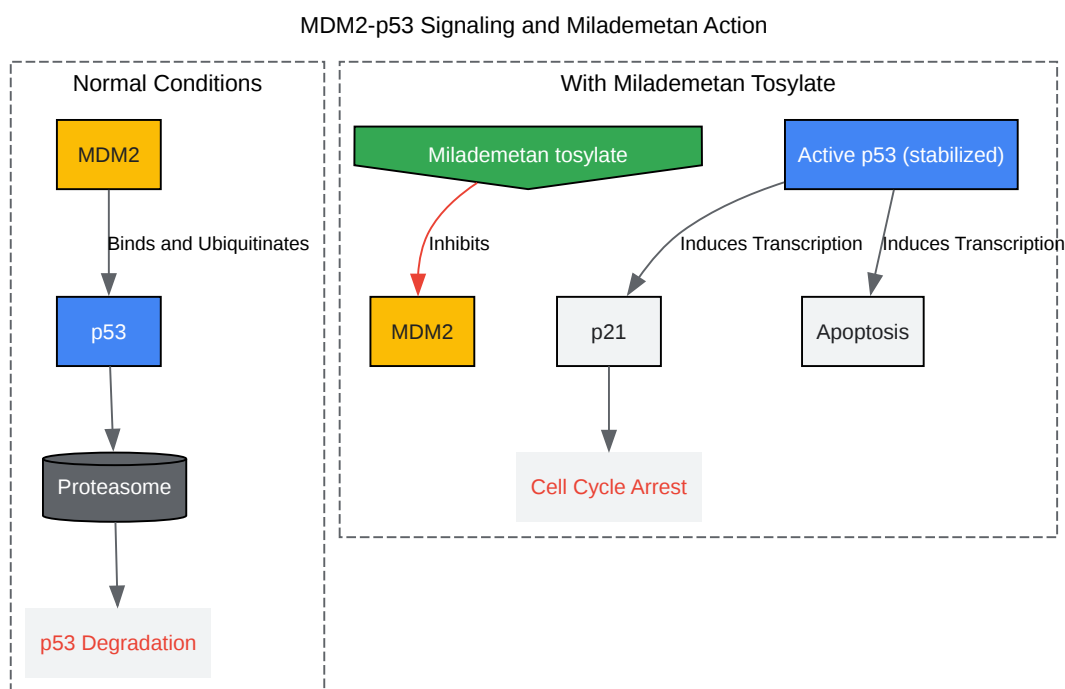 MDM2-p53 Signaling and Milademetan Action
Normal Conditions
MDM2
Binds and Ubiquitinates
p53
Proteasome
p53 Degradation
With Milademetan Tosylate
Milademetan tosylate
Active p53 (stabilized)
Inhibits
Induces Transcription
Induces Transcription
MDM2
p21
Apoptosis
Cell Cycle Arrest